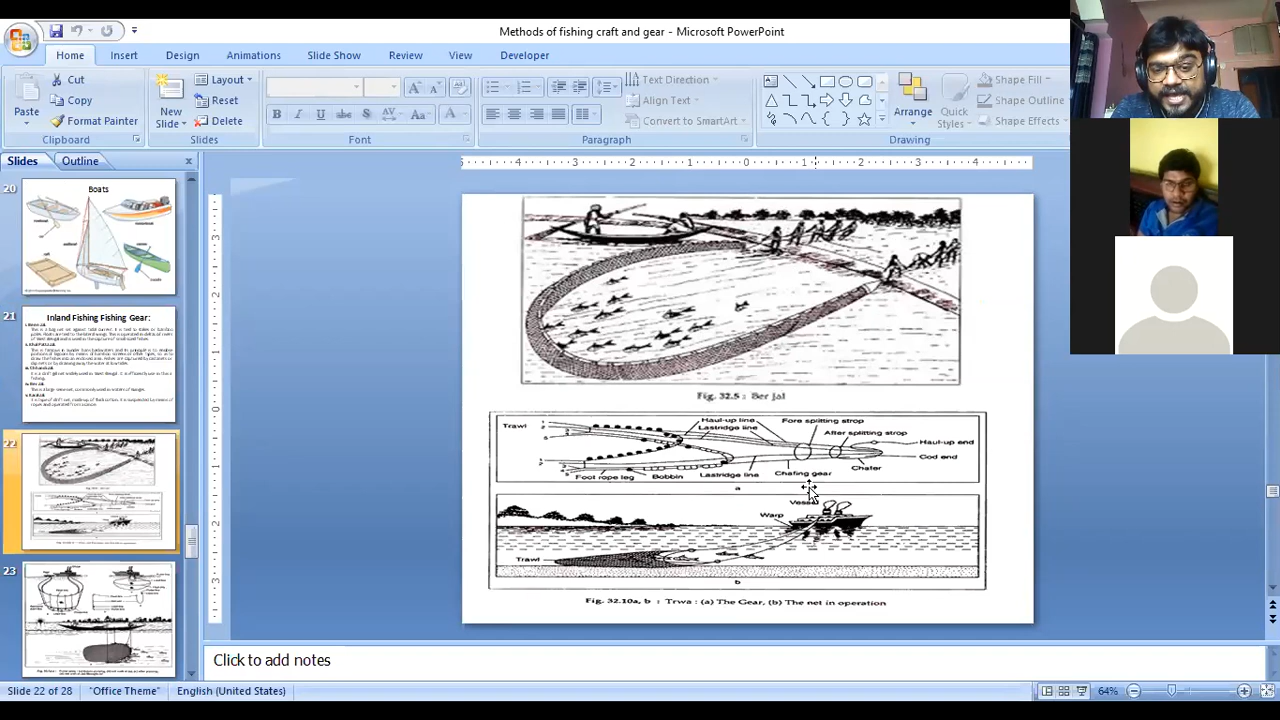 Methods of fishing craft and gear - Microsoft PowerPoint
Home Insert Design Animations Slide Show Review View Developer
Cut
Copy
Format Painter
Paste
Clipboard
New
Slide
Layout
Reset
Delete
Slides
B I U abc S AV Aa A
Font
Text Direction
Align Text
Convert to SmartArt
Paragraph
Arrange
Quick
Styles
Shape Fill
Shape Outline
Shape Effects
Drawing
Slides Outline
20
Boats
21
Inland Fishing Fishing Gear:
22
23
Fig. 32.5 : Ber Jal
Trawl
Haul-up line
Lastridge line
Fore splitting strop
After splitting strop
Haul-up end
Cod end
Chafer
Foot rope leg
Bobbin
Lastridge line
Chafing gear
a
Warp
Trawl
b
Fig. 32.10a, b : Trwa : (a) The Gear, (b) The net in operation
Click to add notes
Slide 22 of 28
"Office Theme"
English (United States)
64%